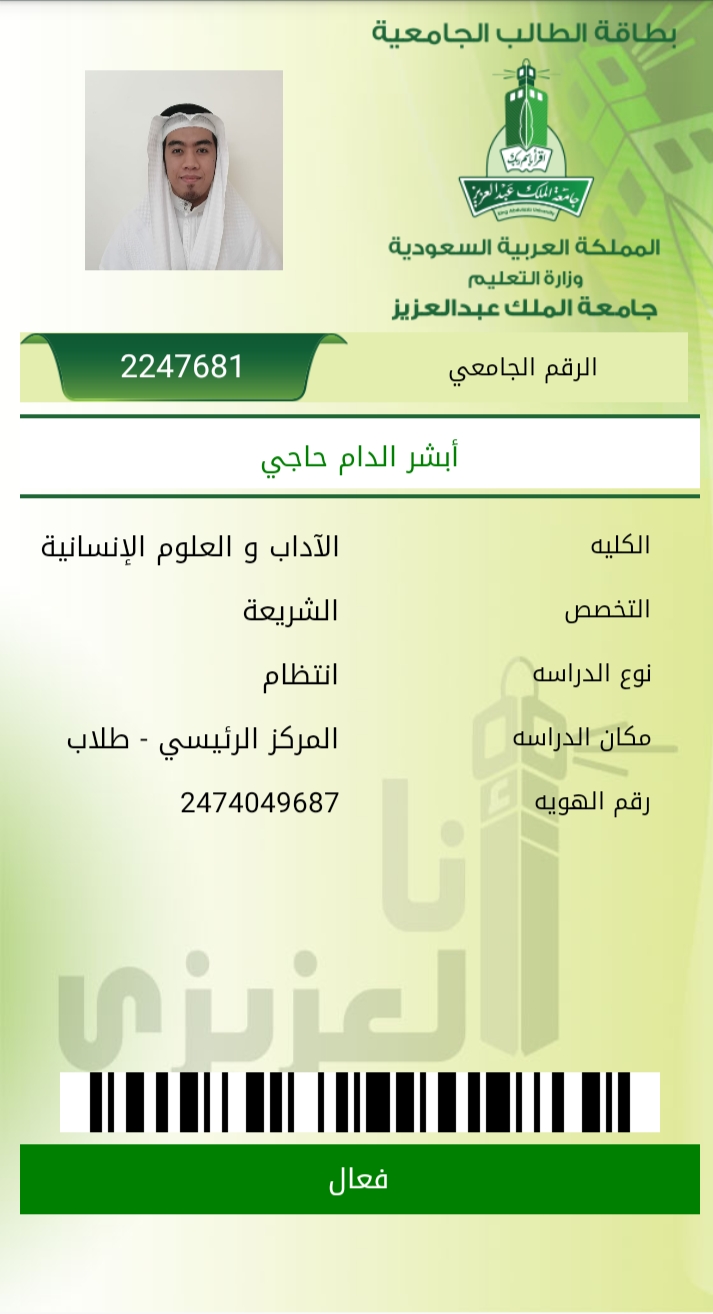 بطاقة الطالب الجامعية
اقرأ باسم ربك
جامعة الملك عبدالعزيز
King Abdulaziz University
المملكة العربية السعودية
وزارة التعليم
جامعة الملك عبدالعزيز
الرقم الجامعي 2247681
أبشر الدام حاجي
الكليه الآداب و العلوم الإنسانية
التخصص الشريعة
نوع الدراسه انتظام
مكان الدراسه المركز الرئيسي - طلاب
رقم الهويه 2474049687
أنا
العزيزي
فعال